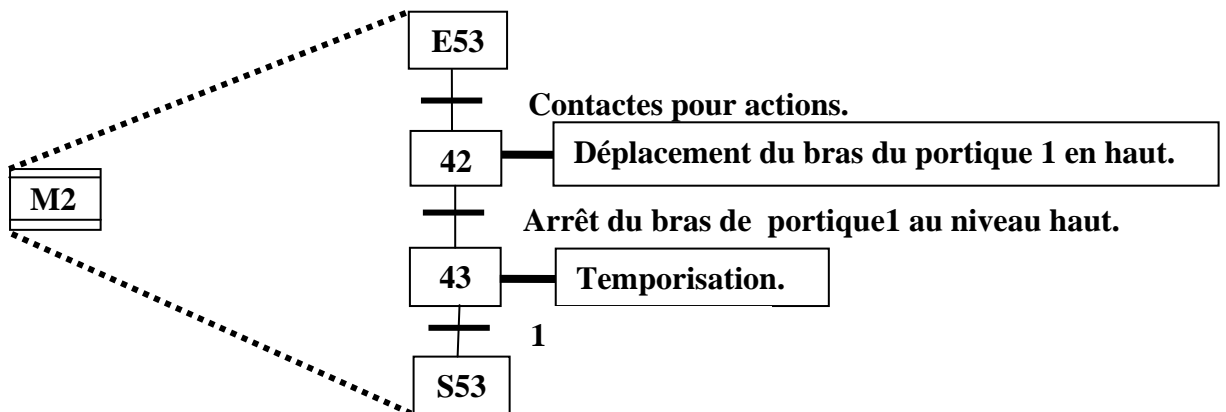 E53
Contactes pour actions.
42
Déplacement du bras du portique 1 en haut.
M2
Arrêt du bras de portique1 au niveau haut.
43
Temporisation.
1
S53